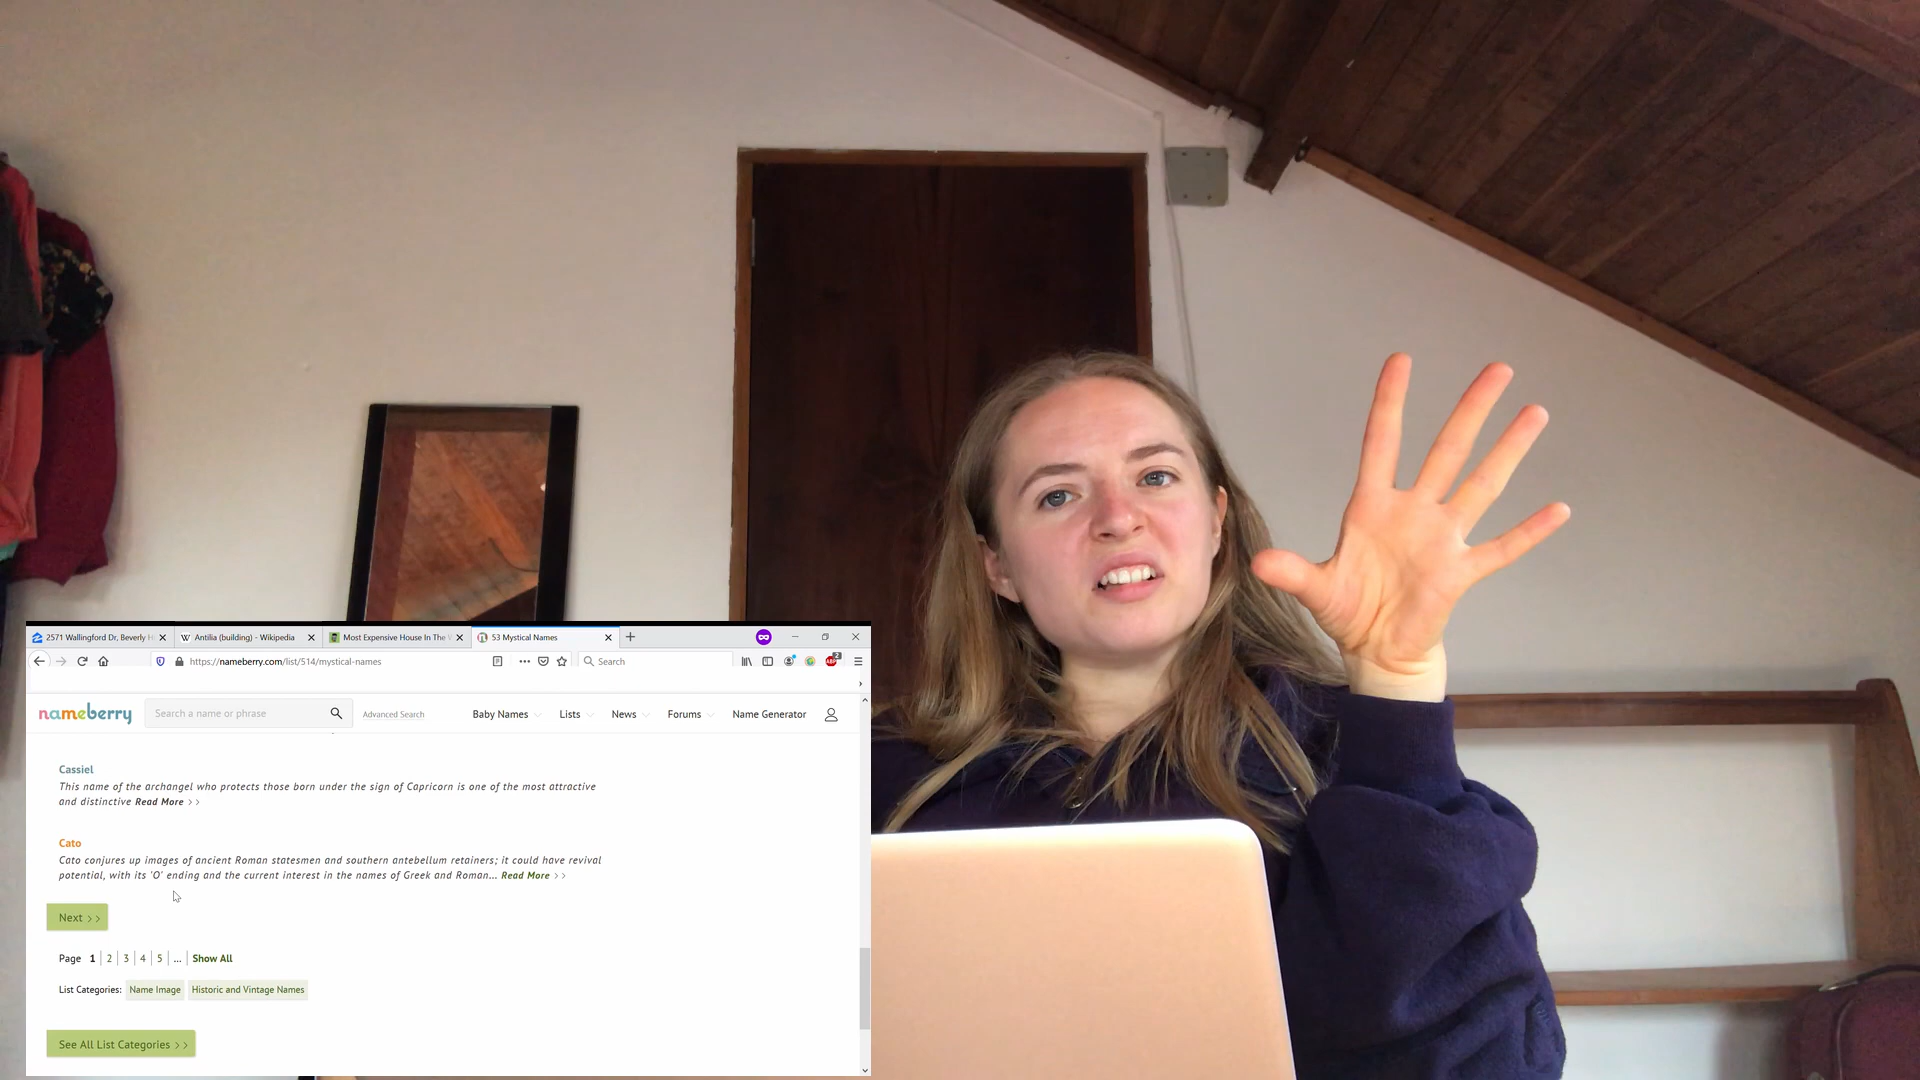 2571 Wallingford Dr, Beverly H
Antilia (building) - Wikipedia
Most Expensive House In The W
53 Mystical Names
https://nameberry.com/list/514/mystical-names
Search
2
nameberry
Search a name or phrase
Advanced Search
Baby Names
Lists
News
Forums
Name Generator
Cassiel
This name of the archangel who protects those born under the sign of Capricorn is one of the most attractive
and distinctive Read More >>
Cato
Cato conjures up images of ancient Roman statesmen and southern antebellum retainers; it could have revival
potential, with its 'O' ending and the current interest in the names of Greek and Roman... Read More >>
Next >>
Page 1 | 2 | 3 | 4 | 5 | ... | Show All
List Categories: Name Image Historic and Vintage Names
See All List Categories >>